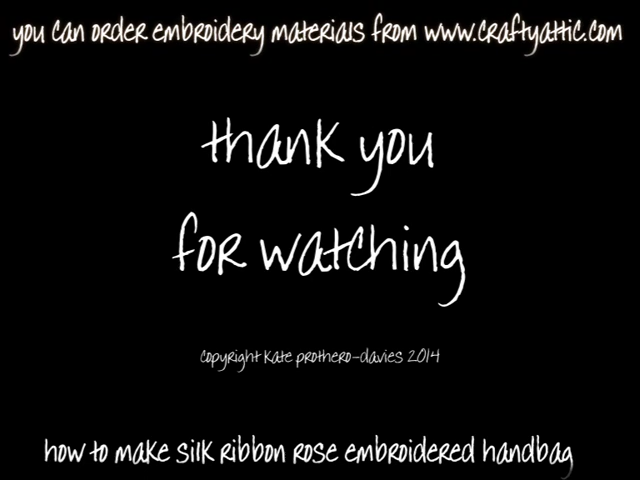 you can order embroidery materials from www.craftyattic.com
thank you
for watching
copyright kate prothero-davies 2014
how to make silk ribbon rose embroidered handbag